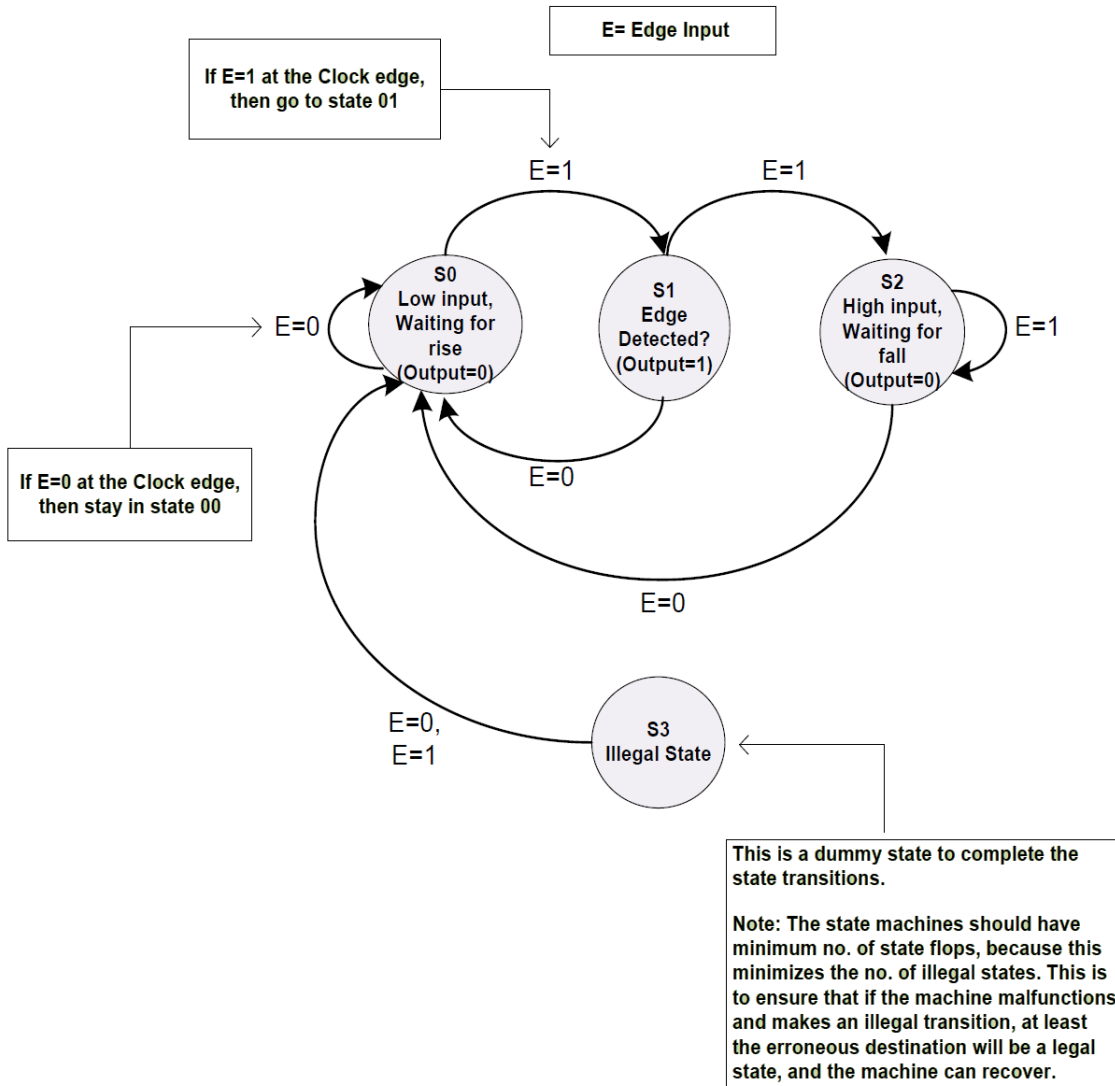 E= Edge Input
If E=1 at the Clock edge,
then go to state 01
E=1
E=1
S0
Low input,
Waiting for
rise
(Output=0)
S1
Edge
Detected?
(Output=1)
S2
High input,
Waiting for
fall
(Output=0)
E=0
E=1
If E=0 at the Clock edge,
then stay in state 00
E=0
E=0
E=0,
E=1
S3
Illegal State
This is a dummy state to complete the
state transitions.
Note: The state machines should have
minimum no. of state flops, because this
minimizes the no. of illegal states. This is
to ensure that if the machine malfunctions
and makes an illegal transition, at least
the erroneous destination will be a legal
state, and the machine can recover.